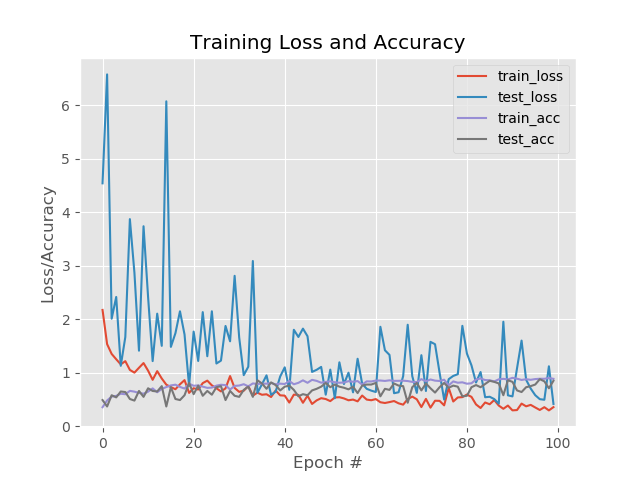 Training Loss and Accuracy
train_loss
test_loss
train_acc
test_acc
Loss/Accuracy
6
5
4
3
2
1
0
0 20 40 60 80 100
Epoch #